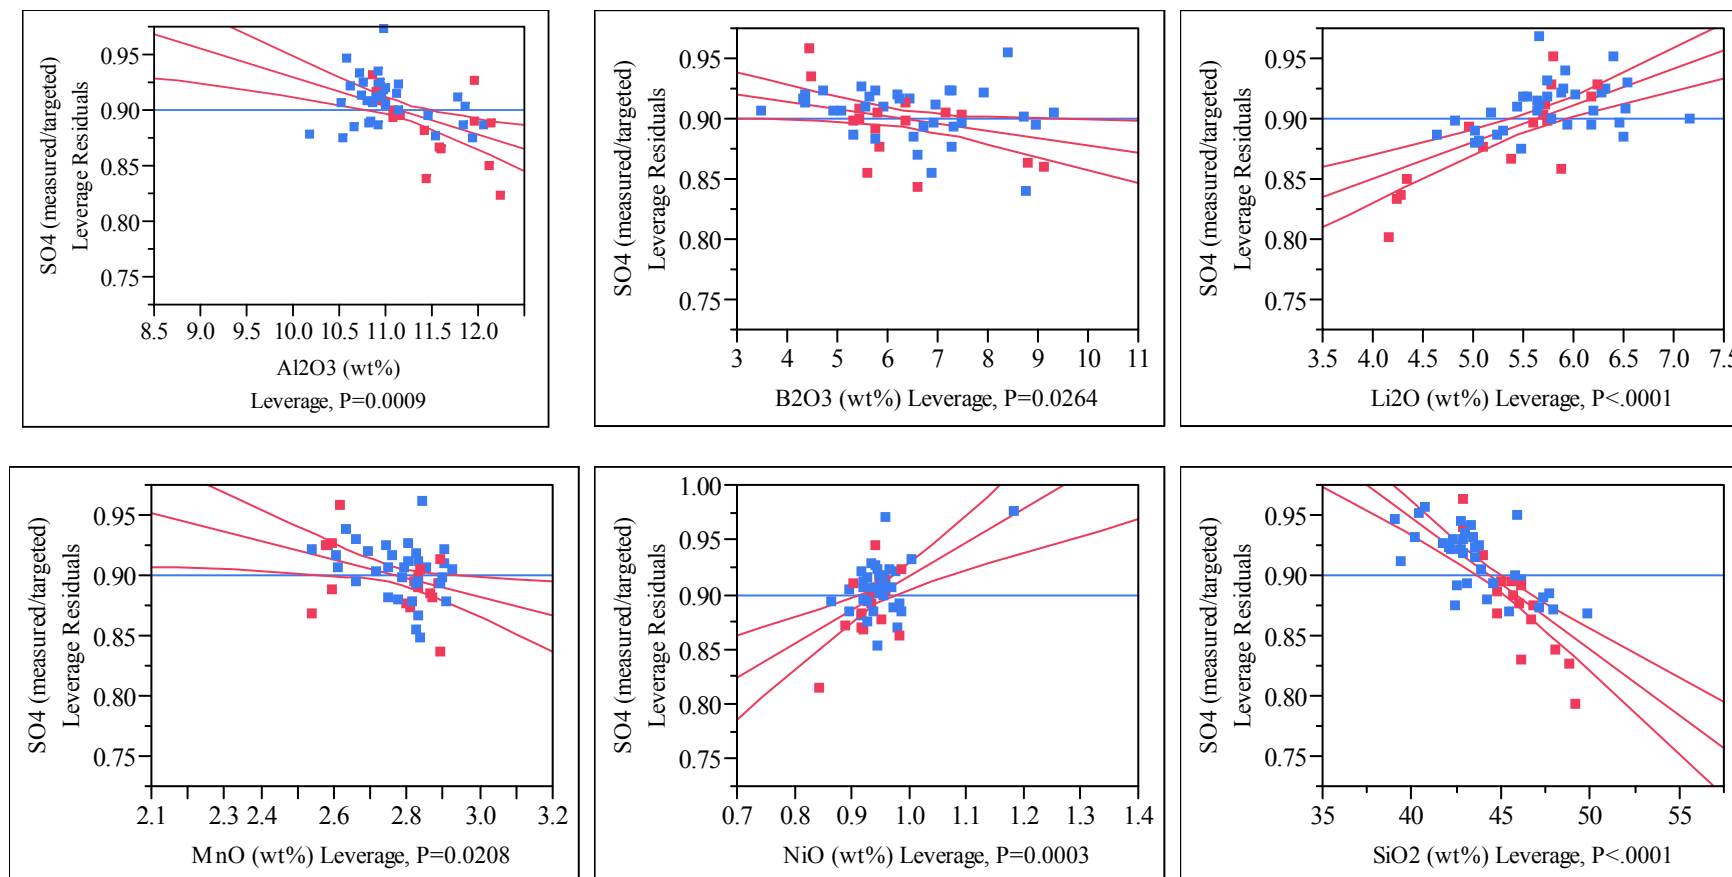 SO4 (measured/targeted)
Leverage Residuals
0.95
0.90
0.85
0.80
0.75
8.5 9.0 9.5 10.0 10.5 11.0 11.5 12.0
Al2O3 (wt%)
Leverage, P=0.0009
SO4 (measured/targeted)
Leverage Residuals
0.95
0.90
0.85
0.80
0.75
3 4 5 6 7 8 9 10 11
B2O3 (wt%) Leverage, P=0.0264
SO4 (measured/targeted)
Leverage Residuals
0.95
0.90
0.85
0.80
0.75
3.5 4.0 4.5 5.0 5.5 6.0 6.5 7.0 7.5
Li2O (wt%) Leverage, P<.0001
SO4 (measured/targeted)
Leverage Residuals
0.95
0.90
0.85
0.80
0.75
2.1 2.3 2.4 2.6 2.8 3.0 3.2
MnO (wt%) Leverage, P=0.0208
SO4 (measured/targeted)
Leverage Residuals
1.00
0.95
0.90
0.85
0.80
0.75
0.7 0.8 0.9 1.0 1.1 1.2 1.3 1.4
NiO (wt%) Leverage, P=0.0003
SO4 (measured/targeted)
Leverage Residuals
0.95
0.90
0.85
0.80
0.75
35 40 45 50 55
SiO2 (wt%) Leverage, P<.0001